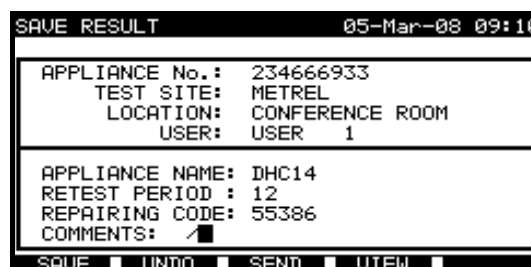 SAVE RESULT 05-Mar-08 09:10
APPLIANCE No.: 234666933
TEST SITE: METREL
LOCATION: CONFERENCE ROOM
USER: USER 1
APPLIANCE NAME: DHC14
RETEST PERIOD : 12
REPAIRING CODE: 55386
COMMENTS: /
SAVE UNDO SEND VIEW